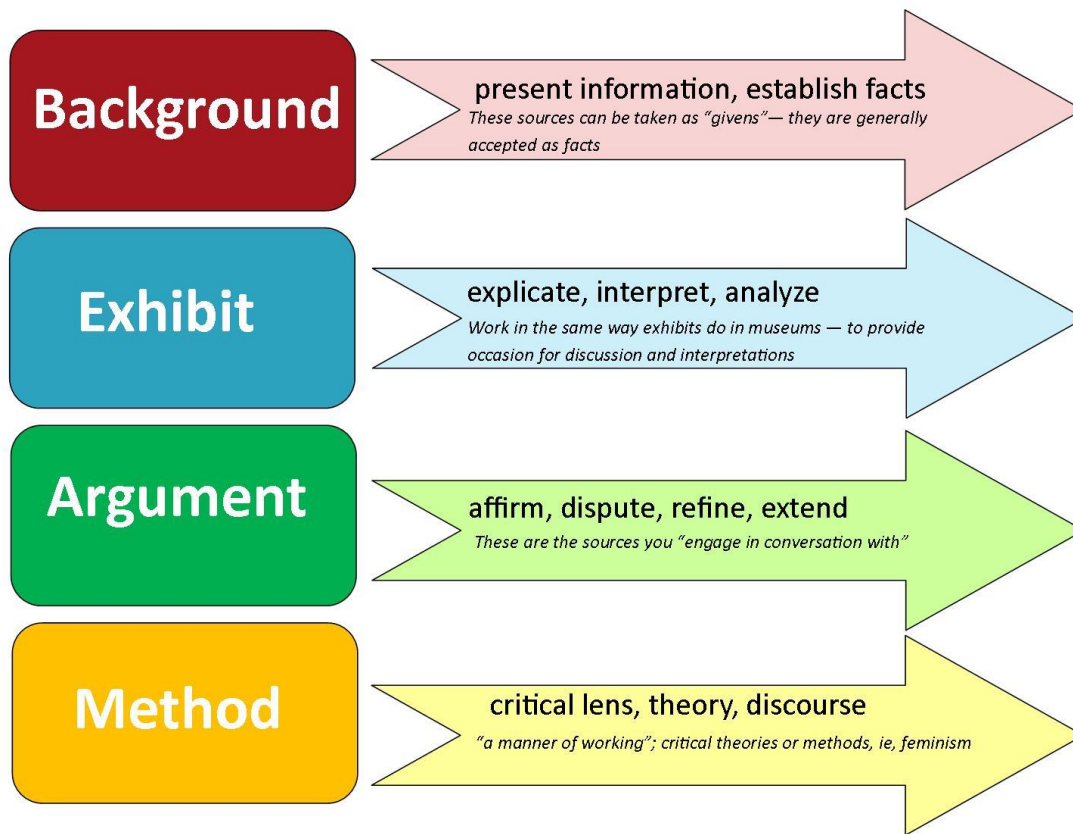 Background
present information, establish facts
These sources can be taken as “givens”— they are generally
accepted as facts
Exhibit
explicate, interpret, analyze
Work in the same way exhibits do in museums — to provide
occasion for discussion and interpretations
Argument
affirm, dispute, refine, extend
These are the sources you “engage in conversation with”
Method
critical lens, theory, discourse
“a manner of working”; critical theories or methods, ie, feminism